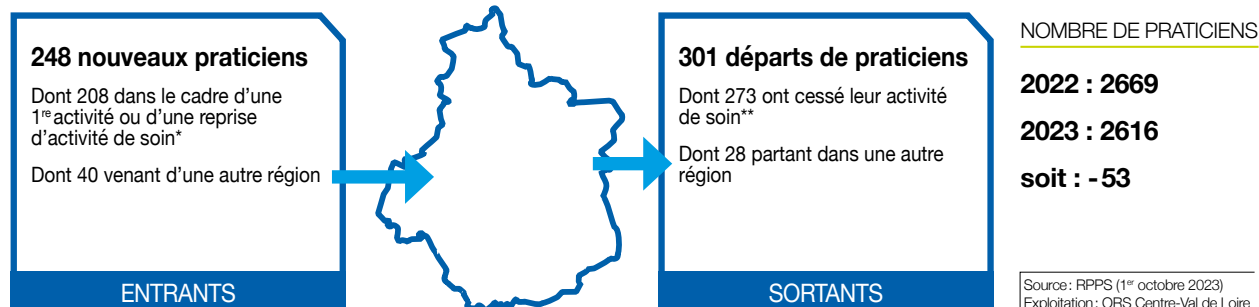 248 nouveaux praticiens
Dont 208 dans le cadre d'une
1re activité ou d'une reprise
d'activité de soin*
Dont 40 venant d'une autre région
ENTRANTS
301 départs de praticiens
Dont 273 ont cessé leur activité
de soin**
Dont 28 partant dans une autre
région
SORTANTS
NOMBRE DE PRATICIENS
2022 : 2669
2023 : 2616
soit : - 53
Source : RPPS (1er octobre 2023)
Exploitation : ORS Centre-Val de Loire